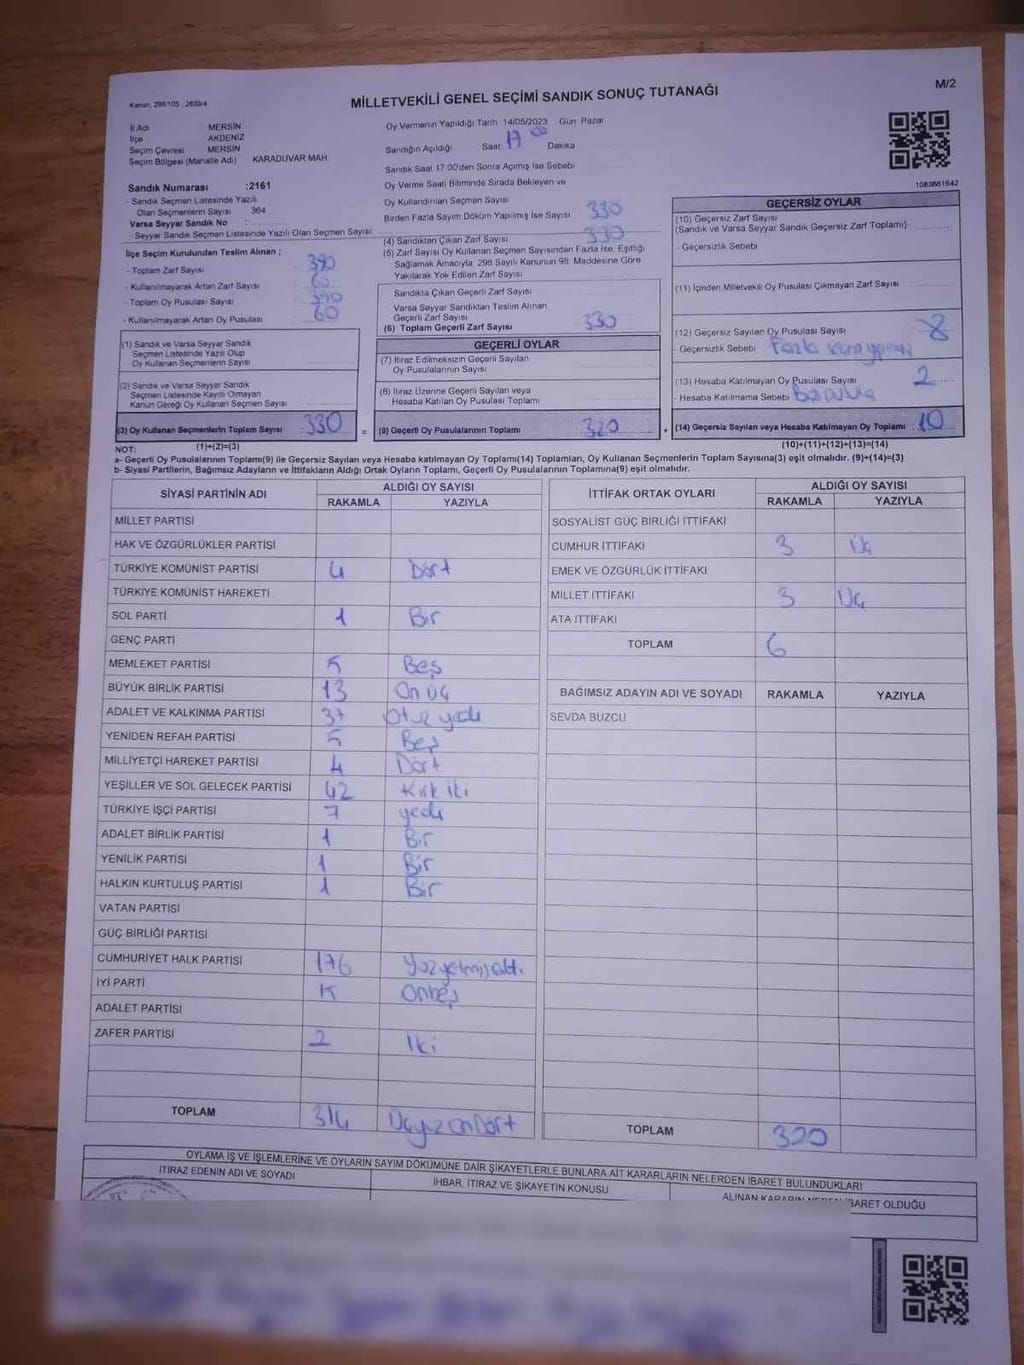 M/2
Kanun: 298/105 , 2839/4
MİLLETVEKİLİ GENEL SEÇİMİ SANDIK SONUÇ TUTANAĞI
İl Adı MERSİN
İlçe AKDENİZ
Seçim Çevresi MERSİN
Seçim Bölgesi (Mahalle Adı) KARADUVAR MAH.
Oy Vermenin Yapıldığı Tarih 14/05/2023 Gün Pazar
Sandığın Açıldığı Saat: 17 00 Dakika
Sandık Saat 17:00'den Sonra Açımış İse Sebebi
Oy Verme Saati Bitiminde Sırada Bekleyen ve
Oy Kullandırılan Seçmen Sayısı
Birden Fazla Sayım Döküm Yapılmış İse Sayısı 330
1083661642
Sandık Numarası :2161
- Sandık Seçmen Listesinde Yazılı
Olan Seçmenlerin Sayısı 364
Varsa Seyyar Sandık No :
- Seyyar Sandık Seçmen Listesinde Yazılı Olan Seçmen Sayısı
İlçe Seçim Kurulundan Teslim Alınan ;
- Toplam Zarf Sayısı 390
- Kullanılmayarak Artan Zarf Sayısı 60
- Toplam Oy Pusulası Sayısı 390
- Kullanılmayarak Artan Oy Pusulası 60
(1) Sandık ve Varsa Seyyar Sandık
Seçmen Listesinde Yazılı Olup
Oy Kullanan Seçmenlerin Sayısı
(2) Sandık ve Varsa Seyyar Sandık
Seçmen Listesinde Kayıtlı Olmayan
Kanun Gereği Oy Kullanan Seçmen Sayısı
(3) Oy Kullanan Seçmenlerin Toplam Sayısı 330
(1)+(2)=(3)
(4) Sandıktan Çıkan Zarf Sayısı 330
(5) Zarf Sayısı Oy Kullanan Seçmen Sayısından Fazla İse, Eşitliği
Sağlamak Amacıyla, 298 Sayılı Kanunun 98. Maddesine Göre
Yakılarak Yok Edilen Zarf Sayısı
Sandıkta Çıkan Geçerli Zarf Sayısı
Varsa Seyyar Sandıktan Teslim Alınan
Geçerli Zarf Sayısı
(6) Toplam Geçerli Zarf Sayısı 330
GEÇERLİ OYLAR
(7) İtiraz Edilmeksizin Geçerli Sayılan
Oy Pusulalarının Sayısı
(8) İtiraz Üzerine Geçerli Sayılan veya
Hesaba Katılan Oy Pusulası Toplamı
= (9) Geçerli Oy Pusulalarının Toplamı 320 +
GEÇERSİZ OYLAR
(10) Geçersiz Zarf Sayısı
(Sandık ve Varsa Seyyar Sandık Geçersiz Zarf Toplamı)
- Geçersizlik Sebebi
(11) İçinden Milletvekili Oy Pusulası Çıkmayan Zarf Sayısı
(12) Geçersiz Sayılan Oy Pusulası Sayısı 8
- Geçersizlik Sebebi Fazla
(13) Hesaba Katılmayan Oy Pusulası Sayısı 2
- Hesaba Katılmama Sebebi
(14) Geçersiz Sayılan veya Hesaba Katılmayan Oy Toplamı 10
(10)+(11)+(12)+(13)=(14)
NOT:
a- Geçerli Oy Pusulalarının Toplamı(9) ile Geçersiz Sayılan veya Hesaba katılmayan Oy Toplamı(14) Toplamları, Oy Kullanan Seçmenlerin Toplam Sayısına(3) eşit olmalıdır. (9)+(14)=(3)
b- Siyasi Partilerin, Bağımsız Adayların ve İttifakların Aldığı Ortak Oyların Toplamı, Geçerli Oy Pusulalarının Toplamına(9) eşit olmalıdır.
SİYASİ PARTİNİN ADI ALDIĞI OY SAYISI
RAKAMLA YAZIYLA
MİLLET PARTİSİ
HAK VE ÖZGÜRLÜKLER PARTİSİ
TÜRKİYE KOMÜNİST PARTİSİ 4 Dört
TÜRKİYE KOMÜNİST HAREKETİ
SOL PARTİ 1 Bir
GENÇ PARTİ
MEMLEKET PARTİSİ 5 Beş
BÜYÜK BİRLİK PARTİSİ 13 On üç
ADALET VE KALKINMA PARTİSİ 37 Otuz yedi
YENİDEN REFAH PARTİSİ 5 Beş
MİLLİYETÇİ HAREKET PARTİSİ 4 Dört
YEŞİLLER VE SOL GELECEK PARTİSİ 42 Kırk iki
TÜRKİYE İŞÇİ PARTİSİ 7 yedi
ADALET BİRLİK PARTİSİ 1 Bir
YENİLİK PARTİSİ 1 Bir
HALKIN KURTULUŞ PARTİSİ 1 Bir
VATAN PARTİSİ
GÜÇ BİRLİĞİ PARTİSİ
CUMHURİYET HALK PARTİSİ 176 Yüz yetmiş altı
İYİ PARTİ 15 Onbeş
ADALET PARTİSİ
ZAFER PARTİSİ 2 İki
TOPLAM 314 Üçyüz onDört
İTTİFAK ORTAK OYLARI ALDIĞI OY SAYISI
RAKAMLA YAZIYLA
SOSYALİST GÜÇ BİRLİĞİ İTTİFAKI
CUMHUR İTTİFAKI 3 Üç
EMEK VE ÖZGÜRLÜK İTTİFAKI
MİLLET İTTİFAKI 3 Üç
ATA İTTİFAKI
TOPLAM 6
BAĞIMSIZ ADAYIN ADI VE SOYADI RAKAMLA YAZIYLA
SEVDA BUZCU
TOPLAM 320
OYLAMA İŞ VE İŞLEMLERİNE VE OYLARIN SAYIM DÖKÜMÜNE DAİR ŞİKAYETLERLE BUNLARA AİT KARARLARIN NELERDEN İBARET BULUNDUKLARI
İTİRAZ EDENİN ADI VE SOYADI İHBAR, İTİRAZ VE ŞİKAYETİN KONUSU ALINAN KARARIN NEDEN İBARET OLDUĞU